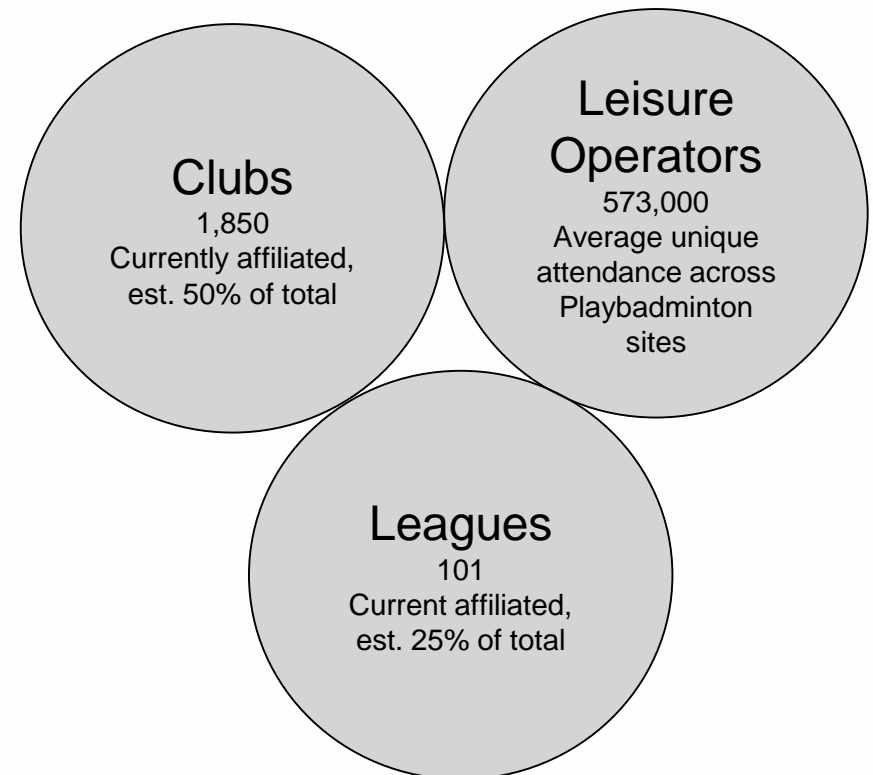 Clubs
1,850
Currently affiliated,
est. 50% of total
Leisure
Operators
573,000
Average unique
attendance across
Playbadminton
sites
Leagues
101
Current affiliated,
est. 25% of total